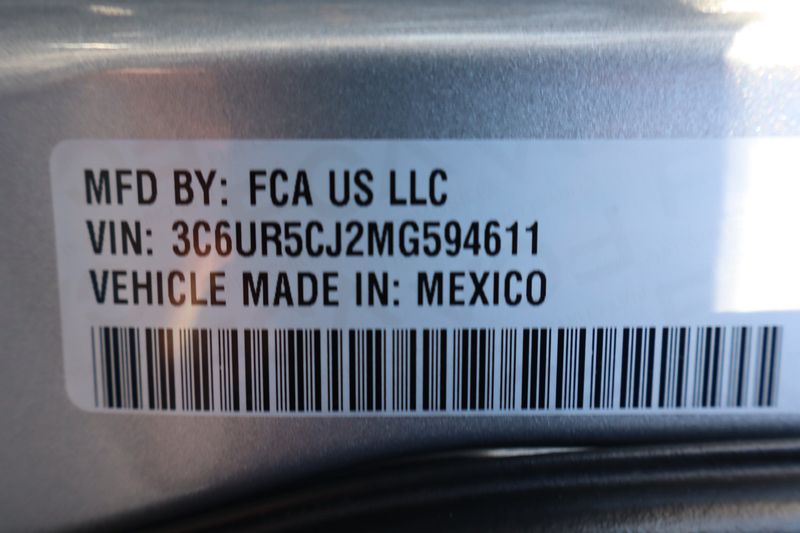 MFD BY: FCA US LLC
VIN: 3C6UR5CJ2MG594611
VEHICLE MADE IN: MEXICO